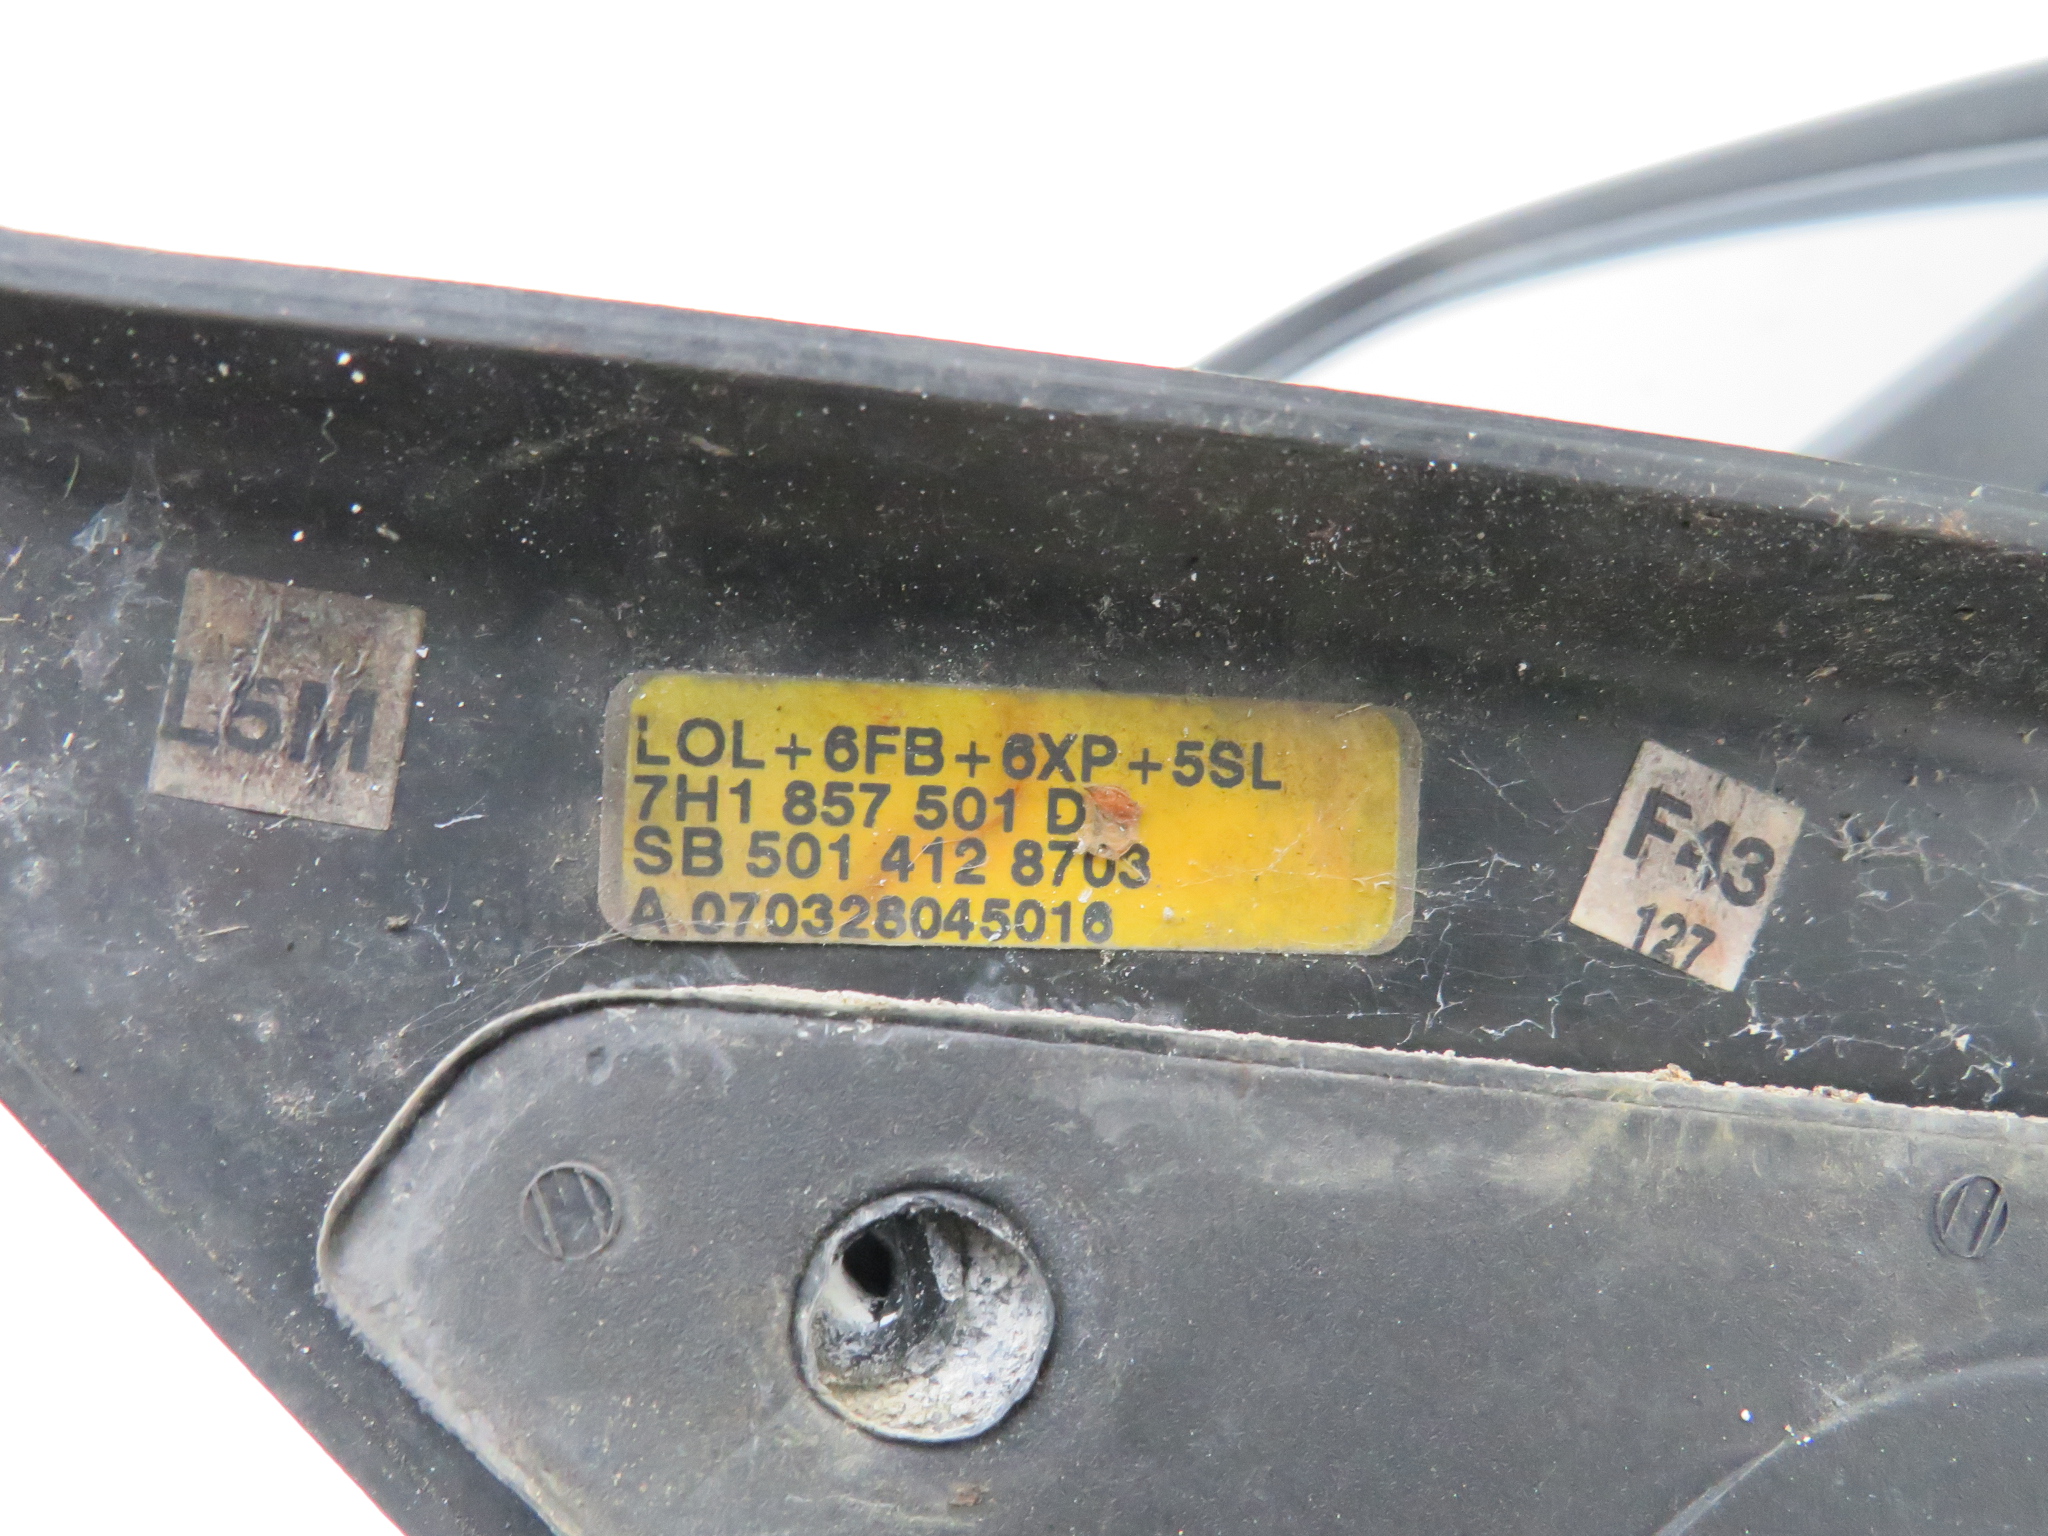 L5M
LOL+6FB+6XP+5SL
7H1 857 501 D
SB 501 412 8703
A 070328045016
F43
127